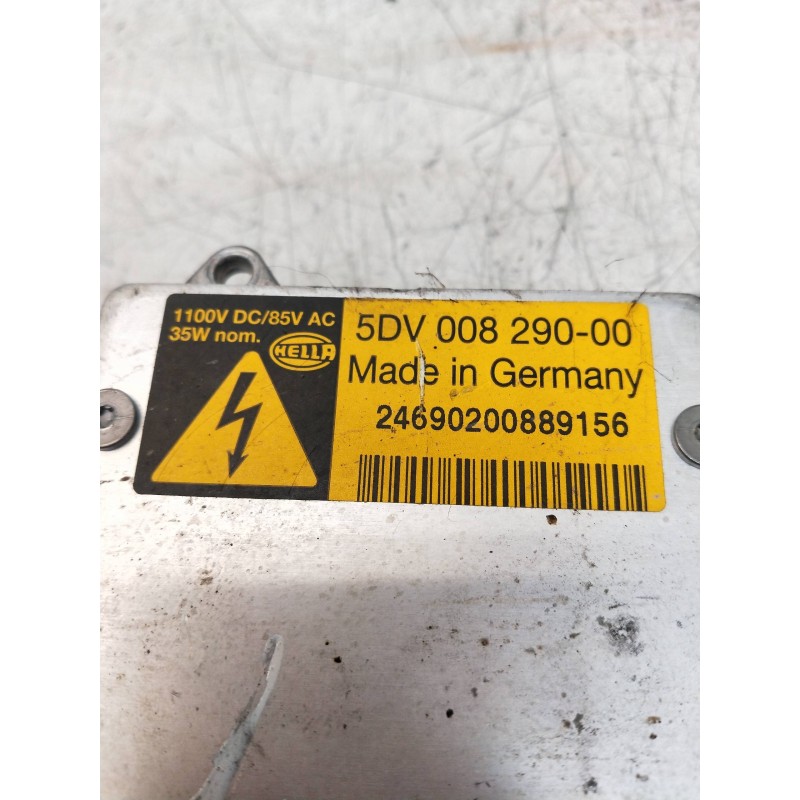 1100V DC/85V AC
35W nom.
HELLA
5DV 008 290-00
Made in Germany
24690200889156